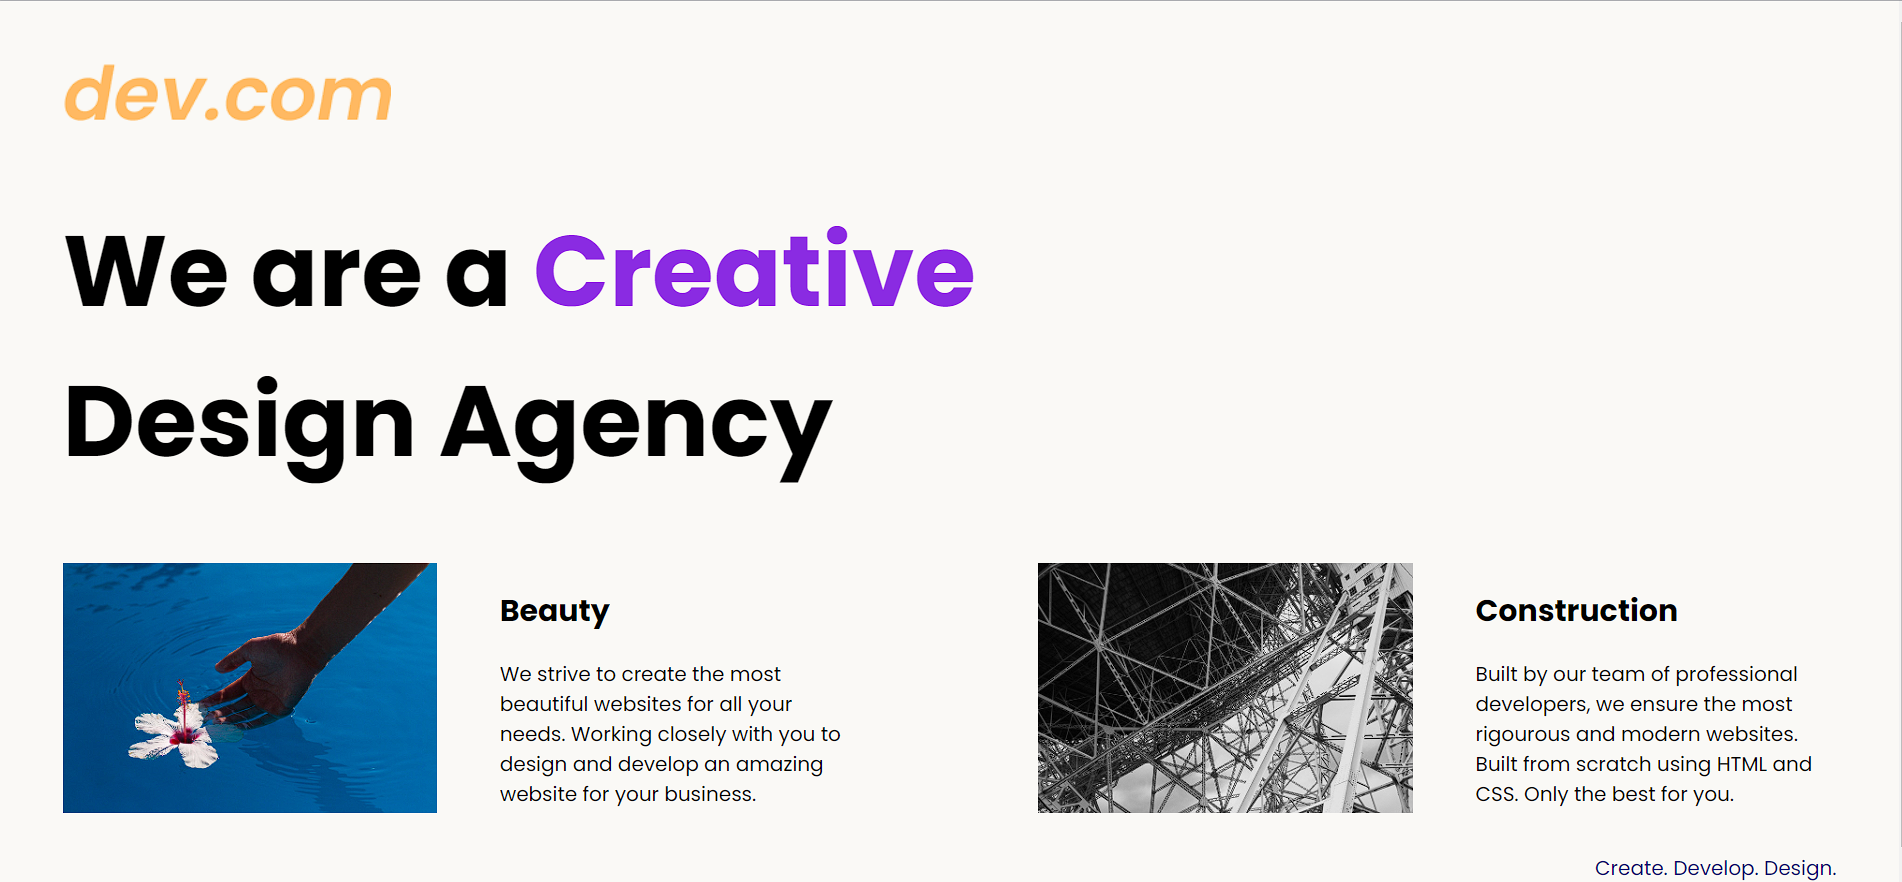 dev.com
We are a Creative
Design Agency
Beauty
We strive to create the most
beautiful websites for all your
needs. Working closely with you to
design and develop an amazing
website for your business.
Construction
Built by our team of professional
developers, we ensure the most
rigourous and modern websites.
Built from scratch using HTML and
CSS. Only the best for you.
Create. Develop. Design.